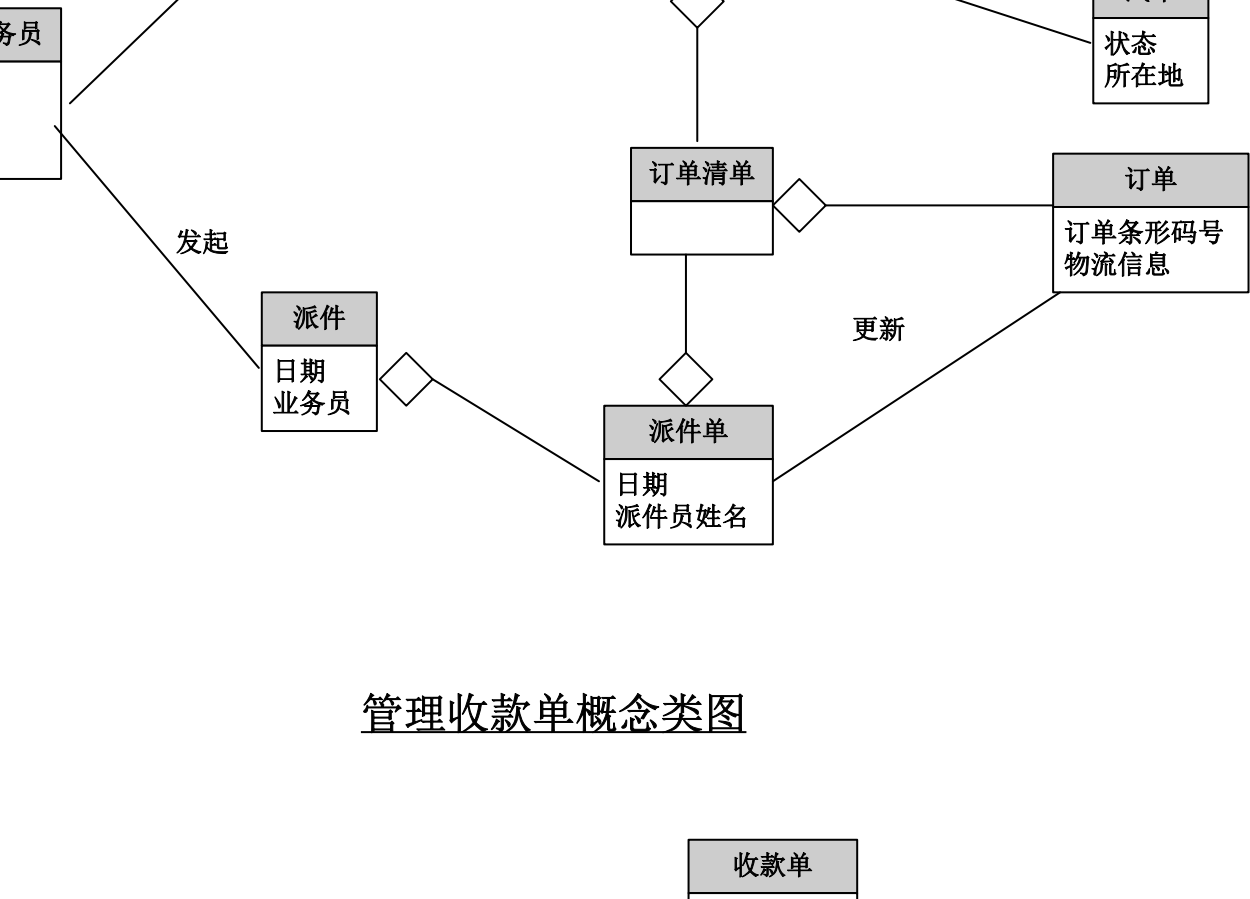 务员
状态
所在地
订单清单
订单
订单条形码号
物流信息
发起
派件
日期
业务员
更新
派件单
日期
派件员姓名
管理收款单概念类图
收款单